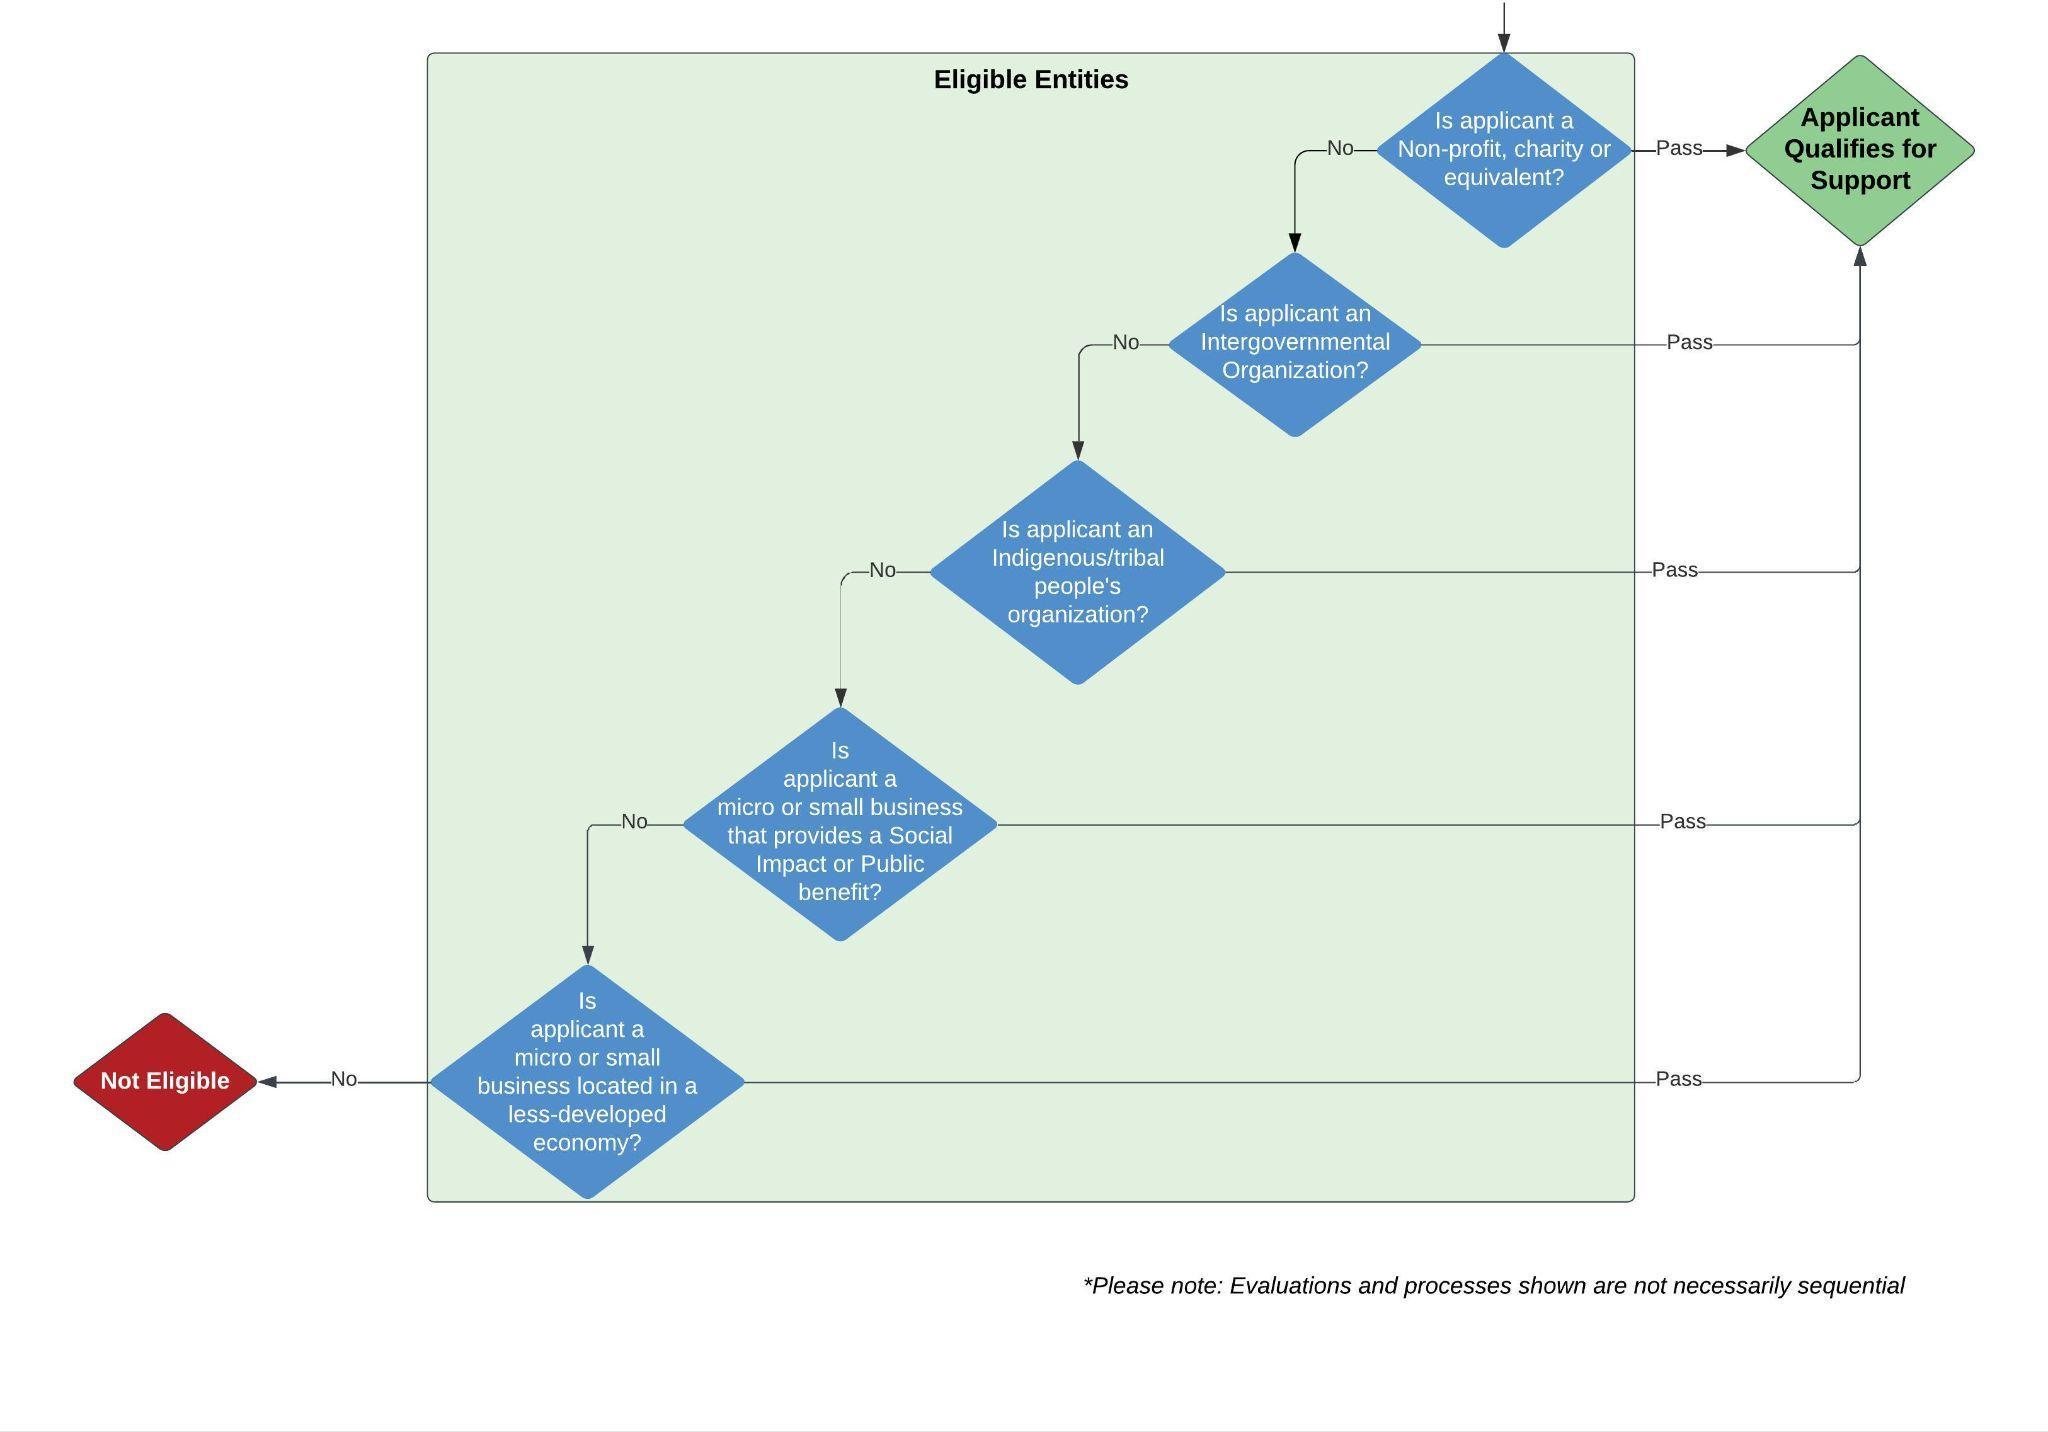 Eligible Entities
Is applicant a
Non-profit, charity or
equivalent?
No
Pass
Applicant
Qualifies for
Support
Is applicant an
Intergovernmental
Organization?
No
Pass
Is applicant an
Indigenous/tribal
people's
organization?
No
Pass
Is
applicant a
micro or small business
that provides a Social
Impact or Public
benefit?
No
Pass
Is
applicant a
micro or small
business located in a
less-developed
economy?
No
Pass
Not Eligible
*Please note: Evaluations and processes shown are not necessarily sequential